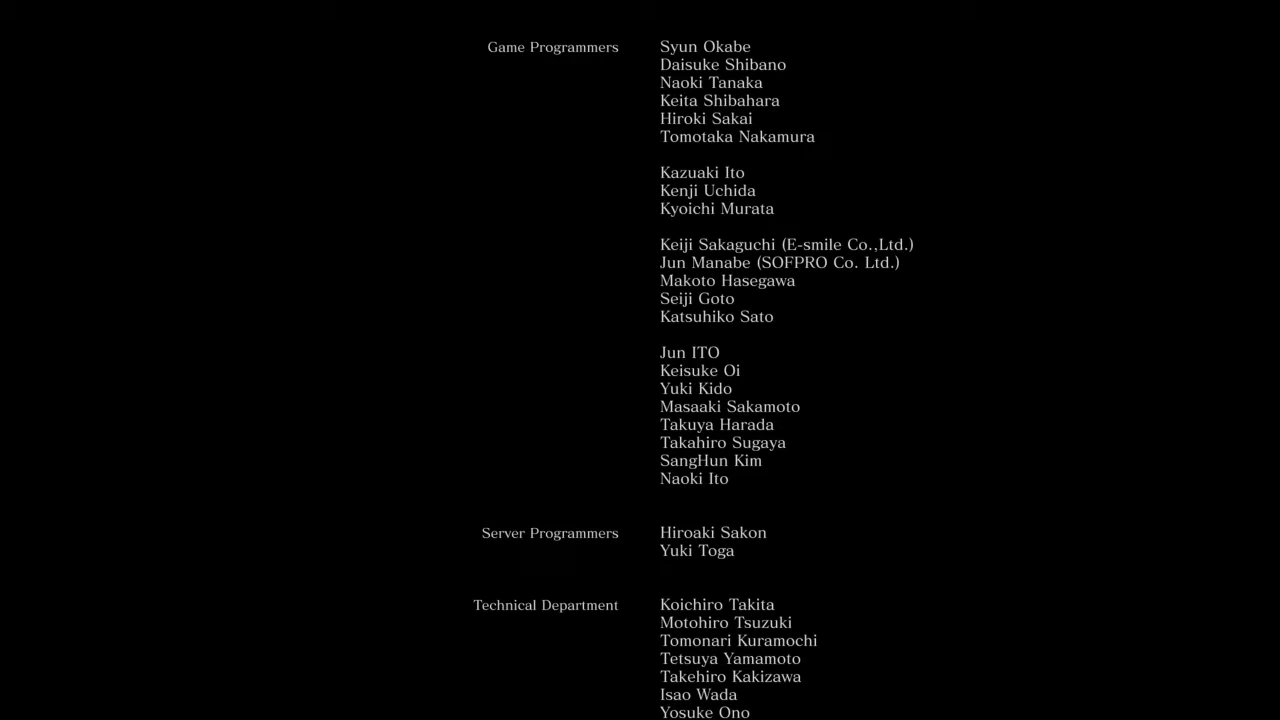 Game Programmers Syun Okabe
Daisuke Shibano
Naoki Tanaka
Keita Shibahara
Hiroki Sakai
Tomotaka Nakamura
Kazuaki Ito
Kenji Uchida
Kyoichi Murata
Keiji Sakaguchi (E-smile Co.,Ltd.)
Jun Manabe (SOFPRO Co. Ltd.)
Makoto Hasegawa
Seiji Goto
Katsuhiko Sato
Jun ITO
Keisuke Oi
Yuki Kido
Masaaki Sakamoto
Takuya Harada
Takahiro Sugaya
SangHun Kim
Naoki Ito
Server Programmers Hiroaki Sakon
Yuki Toga
Technical Department Koichiro Takita
Motohiro Tsuzuki
Tomonari Kuramochi
Tetsuya Yamamoto
Takehiro Kakizawa
Isao Wada
Yosuke Ono